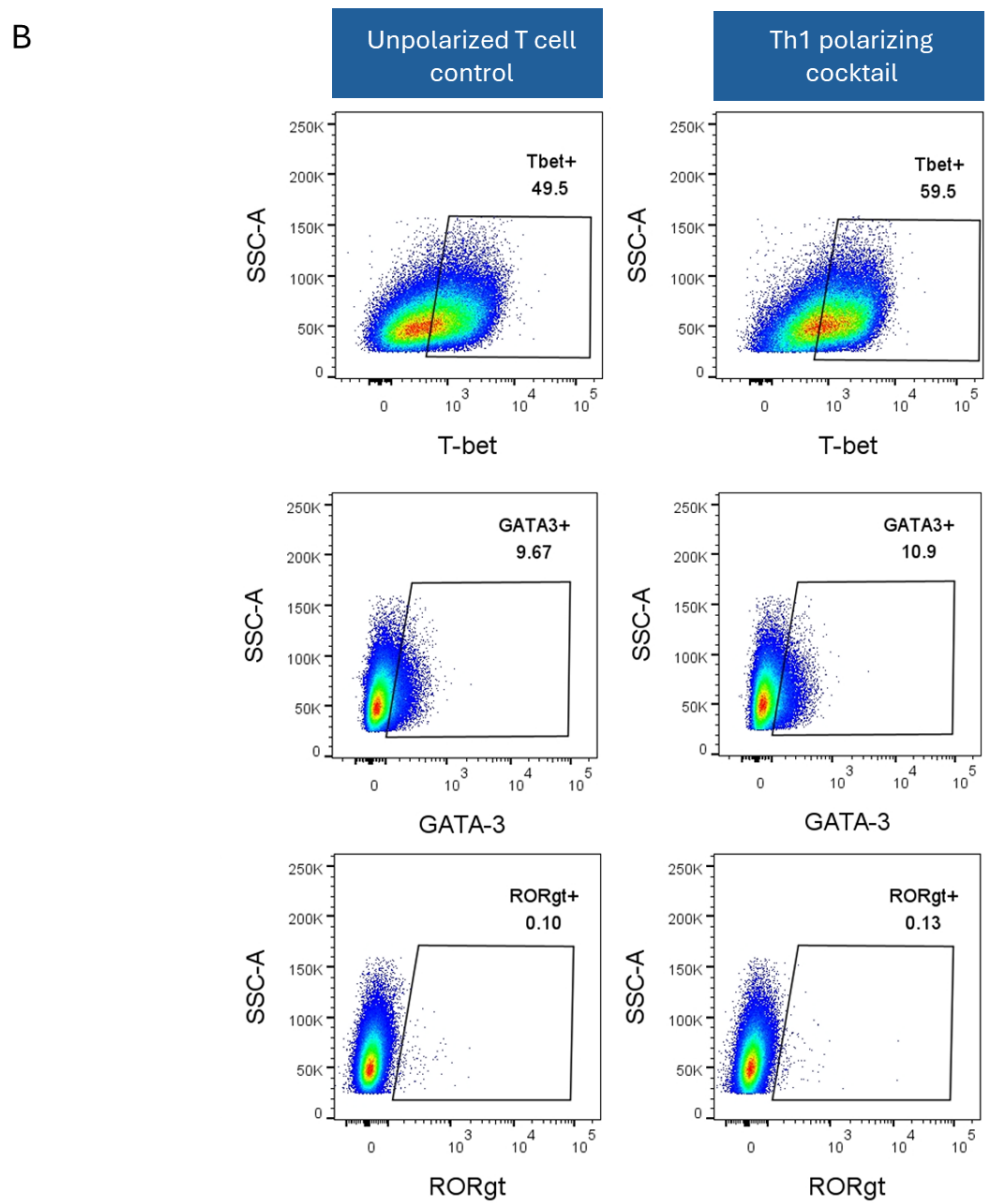 B
Unpolarized T cell
control
Th1 polarizing
cocktail
250K
200K
150K
100K
50K
0
SSC-A
Tbet+
49.5
0 10^3 10^4 10^5
T-bet
250K
200K
150K
100K
50K
0
SSC-A
Tbet+
59.5
0 10^3 10^4 10^5
T-bet
250K
200K
150K
100K
50K
0
SSC-A
GATA3+
9.67
0 10^3 10^4 10^5
GATA-3
250K
200K
150K
100K
50K
0
SSC-A
GATA3+
10.9
0 10^3 10^4 10^5
GATA-3
250K
200K
150K
100K
50K
0
SSC-A
RORgt+
0.10
0 10^3 10^4 10^5
RORgt
250K
200K
150K
100K
50K
0
SSC-A
RORgt+
0.13
0 10^3 10^4 10^5
RORgt